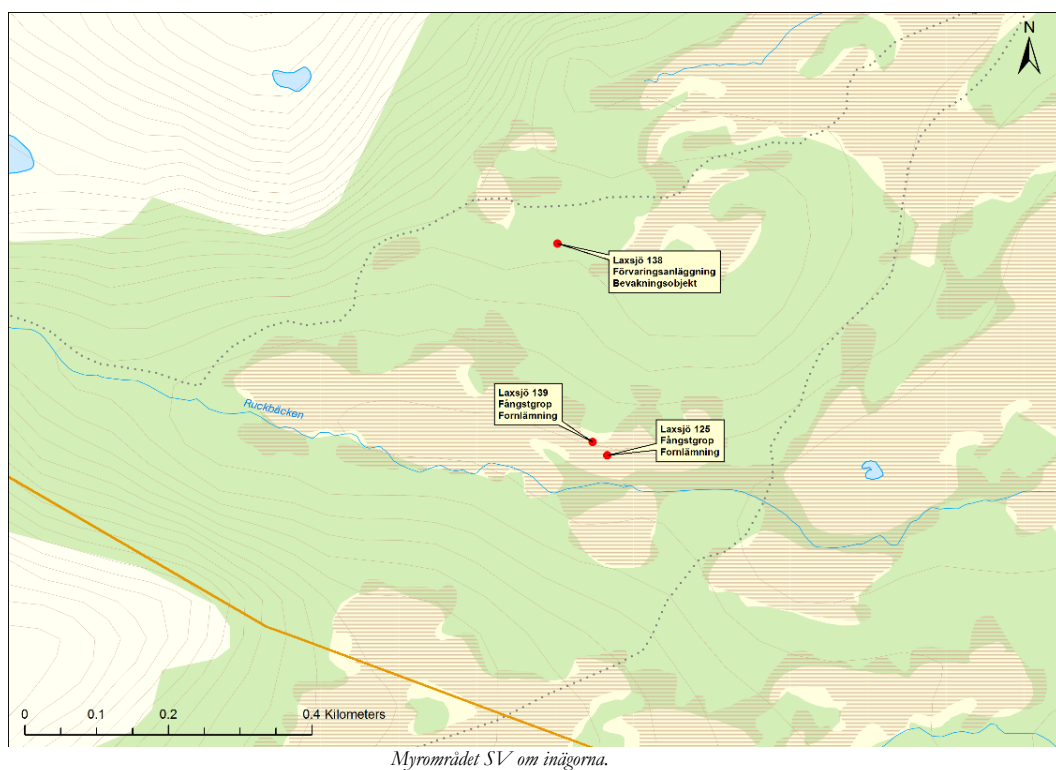 N
Laxsjö 138
Förvaringsanläggning
Bevakningsobjekt
Laxsjö 139
Fångstgrop
Fornlämning
Ruckbäcken
Laxsjö 125
Fångstgrop
Fornlämning
0 0.1 0.2 0.4 Kilometers
Myrområdet SV om inägorna.